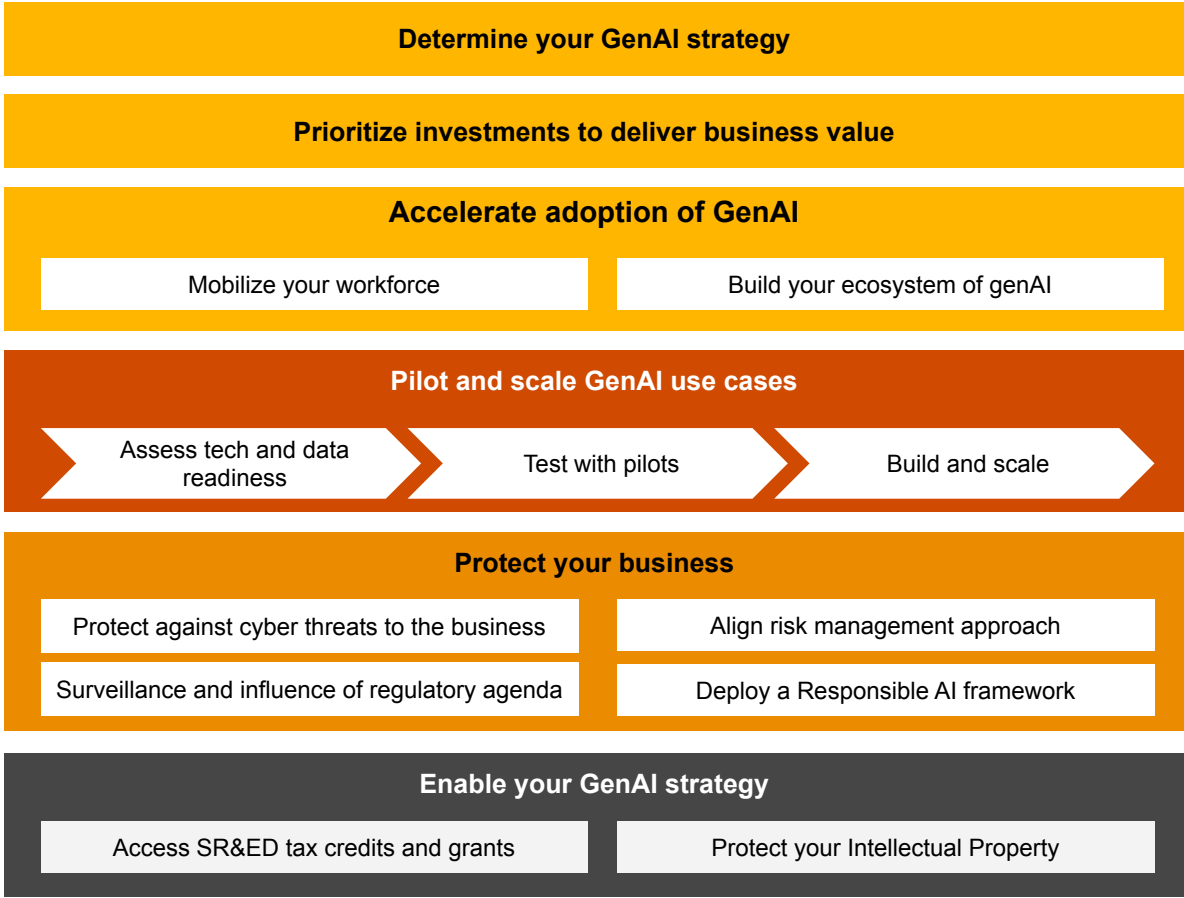 Determine your GenAI strategy
Prioritize investments to deliver business value
Accelerate adoption of GenAI
Mobilize your workforce
Build your ecosystem of genAI
Pilot and scale GenAI use cases
Assess tech and data
readiness
Test with pilots
Build and scale
Protect your business
Protect against cyber threats to the business
Align risk management approach
Surveillance and influence of regulatory agenda
Deploy a Responsible AI framework
Enable your GenAI strategy
Access SR&ED tax credits and grants
Protect your Intellectual Property